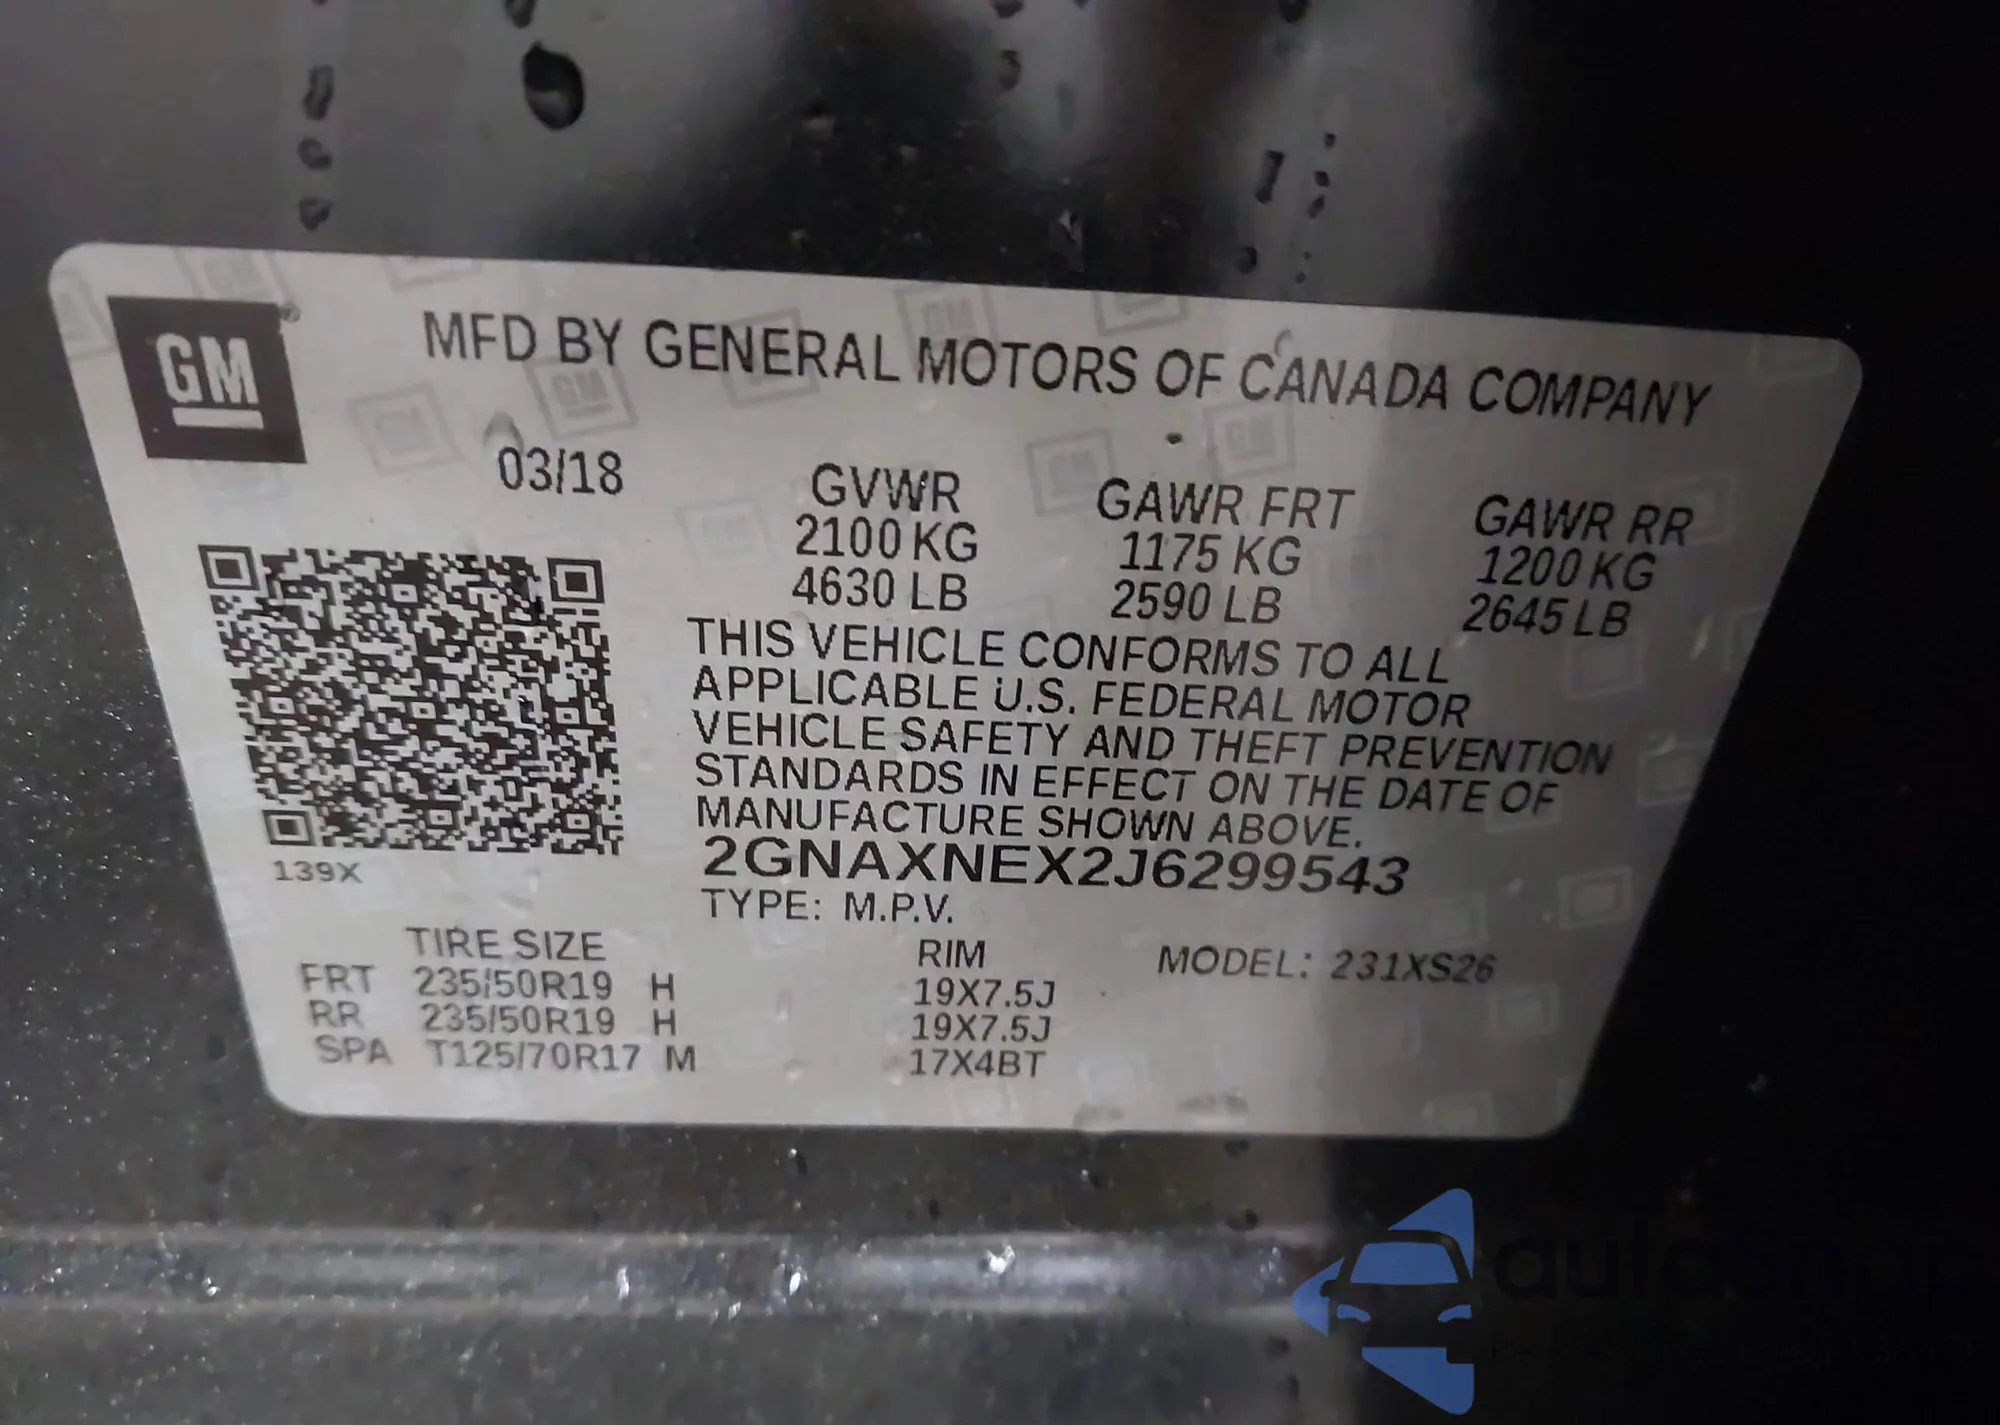 GM
MFD BY GENERAL MOTORS OF CANADA COMPANY
03/18
GVWR GAWR FRT GAWR RR
2100 KG 1175 KG 1200 KG
4630 LB 2590 LB 2645 LB
THIS VEHICLE CONFORMS TO ALL
APPLICABLE U.S. FEDERAL MOTOR
VEHICLE SAFETY AND THEFT PREVENTION
STANDARDS IN EFFECT ON THE DATE OF
MANUFACTURE SHOWN ABOVE.
2GNAXNEX2J6299543
139X
TYPE: M.P.V.
TIRE SIZE RIM MODEL: 231XS26
FRT 235/50R19 H 19X7.5J
RR 235/50R19 H 19X7.5J
SPA T125/70R17 M 17X4BT